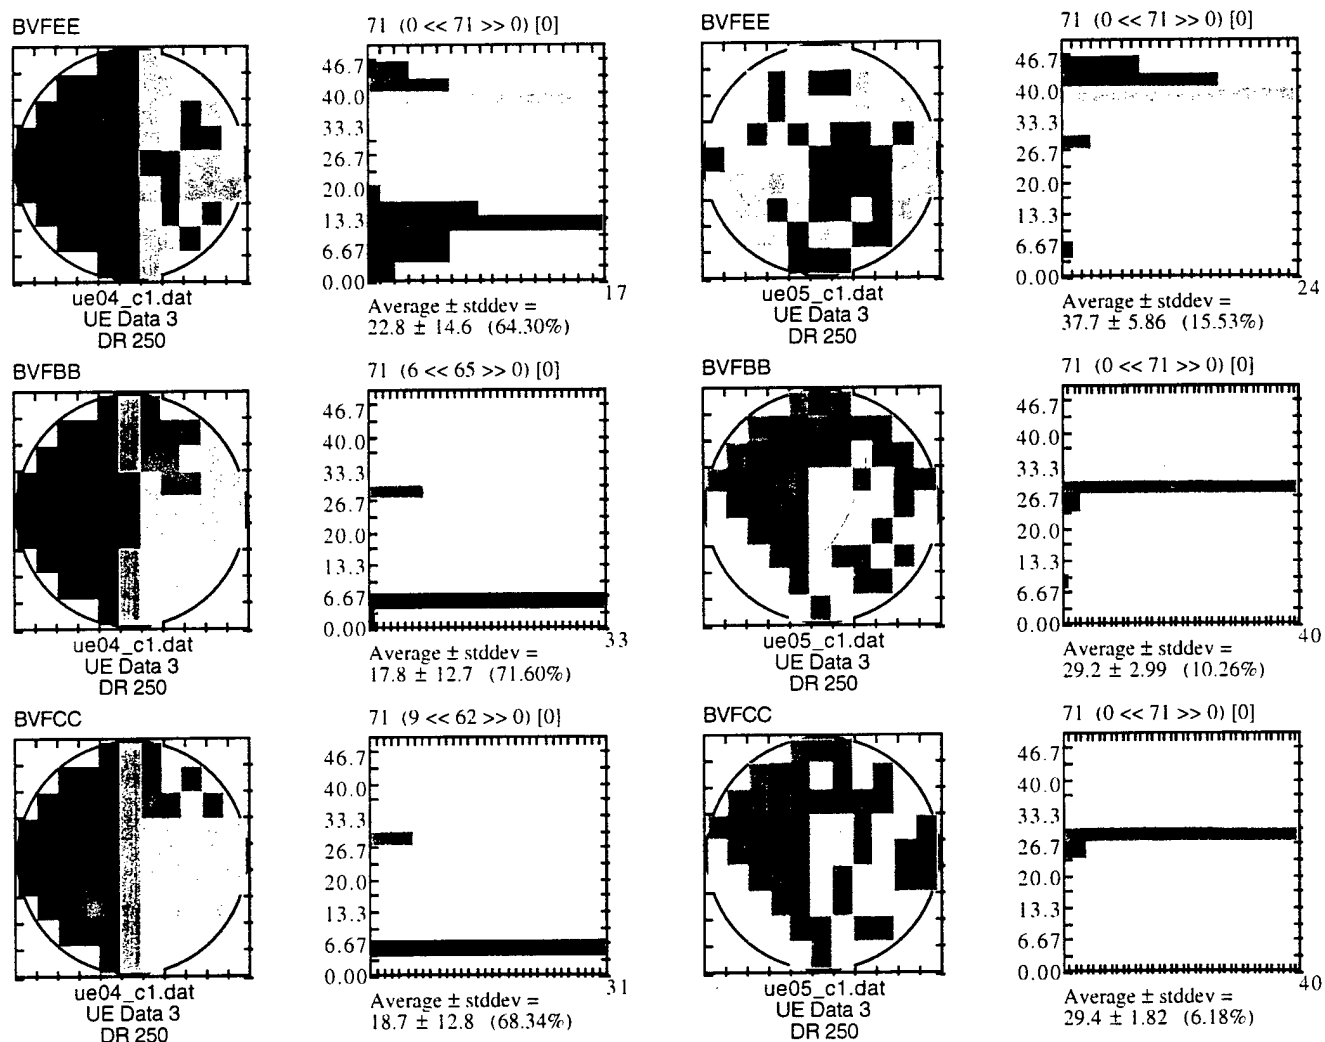 BVFEE
71 (0 << 71 >> 0) [0]
46.7
40.0
33.3
26.7
20.0
13.3
6.67
0.00
17
ue04_c1.dat
UE Data 3
DR 250
Average ± stddev =
22.8 ± 14.6 (64.30%)
BVFEE
71 (0 << 71 >> 0) [0]
46.7
40.0
33.3
26.7
20.0
13.3
6.67
0.00
24
ue05_c1.dat
UE Data 3
DR 250
Average ± stddev =
37.7 ± 5.86 (15.53%)
BVFBB
71 (6 << 65 >> 0) [0]
46.7
40.0
33.3
26.7
20.0
13.3
6.67
0.00
33
ue04_c1.dat
UE Data 3
DR 250
Average ± stddev =
17.8 ± 12.7 (71.60%)
BVFBB
71 (0 << 71 >> 0) [0]
46.7
40.0
33.3
26.7
20.0
13.3
6.67
0.00
40
ue05_c1.dat
UE Data 3
DR 250
Average ± stddev =
29.2 ± 2.99 (10.26%)
BVFCC
71 (9 << 62 >> 0) [0]
46.7
40.0
33.3
26.7
20.0
13.3
6.67
0.00
31
ue04_c1.dat
UE Data 3
DR 250
Average ± stddev =
18.7 ± 12.8 (68.34%)
BVFCC
71 (0 << 71 >> 0) [0]
46.7
40.0
33.3
26.7
20.0
13.3
6.67
0.00
40
ue05_c1.dat
UE Data 3
DR 250
Average ± stddev =
29.4 ± 1.82 (6.18%)